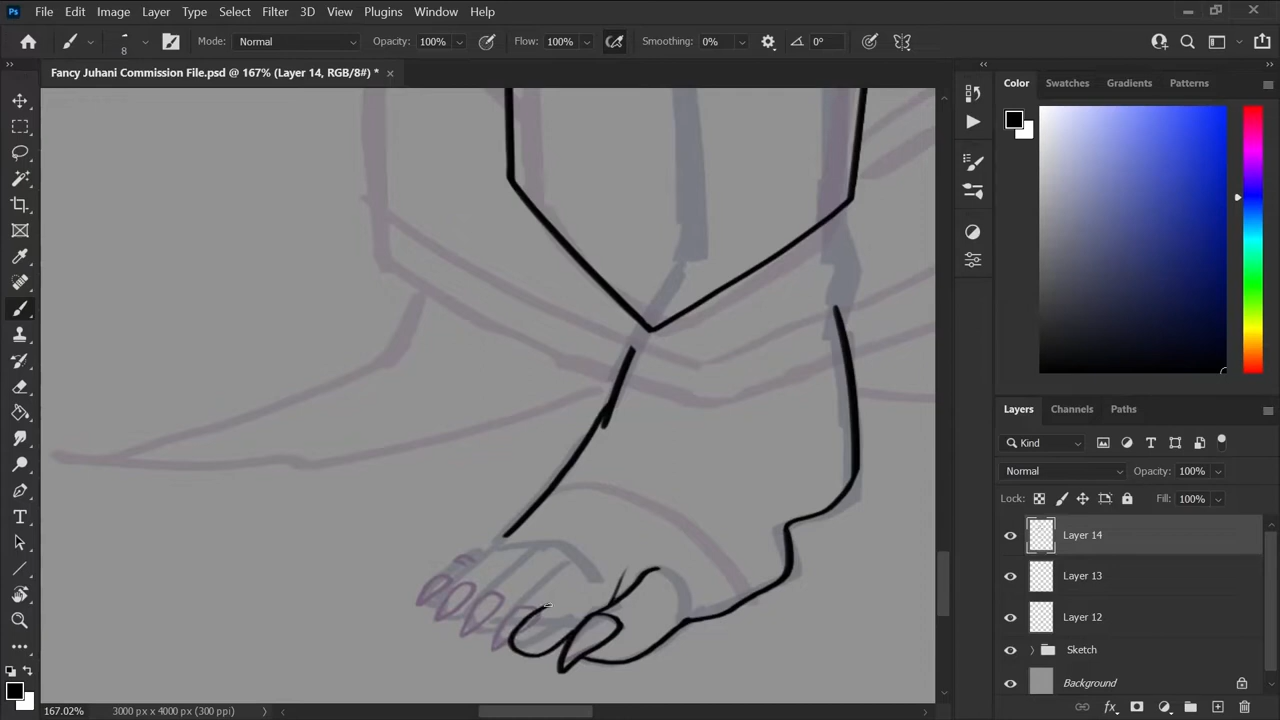 Ps File Edit Image Layer Type Select Filter 3D View Plugins Window Help
8 Mode: Normal Opacity: 100% Flow: 100% Smoothing: 0% 0°
Fancy Juhani Commission File.psd @ 167% (Layer 14, RGB/8#) *
Color Swatches Gradients Patterns
Layers Channels Paths
Kind
Normal Opacity: 100%
Lock: Fill: 100%
Layer 14
Layer 13
Layer 12
Sketch
Background
167.02% 3000 px x 4000 px (300 ppi)